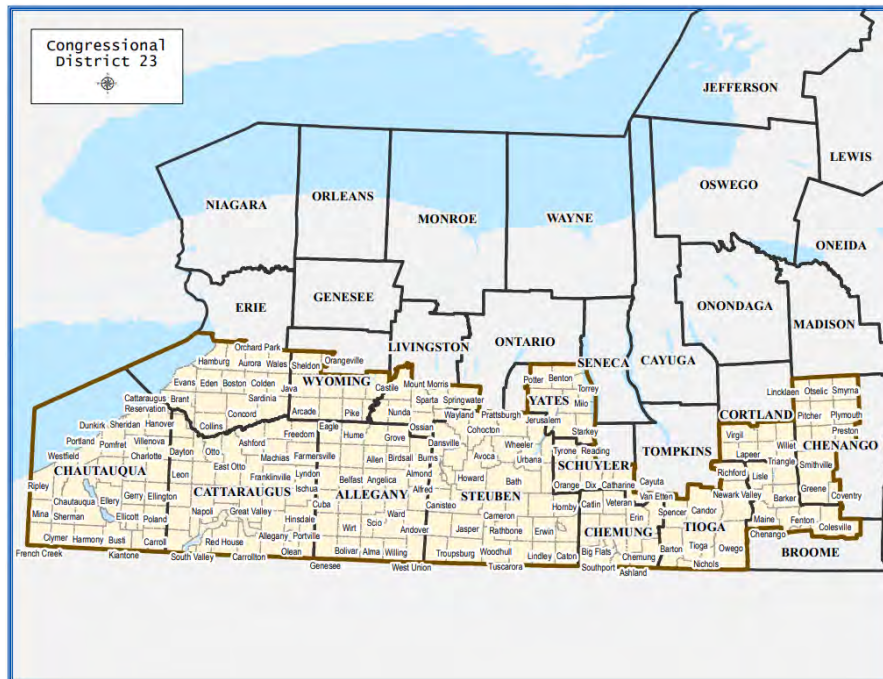 Congressional
District 23
JEFFERSON
LEWIS
OSWEGO
ONEIDA
NIAGARA
ORLEANS
MONROE
WAYNE
ERIE
GENESEE
ONONDAGA
MADISON
LIVINGSTON
ONTARIO
SENECA
CAYUGA
Orchard Park
Hamburg
Aurora
Wales
Sheldon
Orangeville
WYOMING
Castile
Mount Morris
Evans
Eden
Boston
Colden
Java
Sparta
Springwater
Potter
Benton
Torrey
YATES
Milo
Cattaraugus
Reservation
Brant
Sardinia
Concord
Collins
Arcade
Pike
Nunda
Wayland
Prattsburgh
Jerusalem
Starkey
Lincklaen
Otselic
Smyrna
CORTLAND
Pitcher
Plymouth
Preston
CHENANGO
Dunkirk
Sheridan
Hanover
Portland
Pomfret
Villenova
Westfield
Charlotte
CHAUTAUQUA
Freedom
Eagle
Hume
Grove
Ossian
Dansville
Cohocton
Wheeler
Urbana
Tyrone
Reading
SCHUYLER
TOMPKINS
Virgil
Lapeer
Willet
Triangle
Smithville
Dayton
Otto
Ashford
Machias
Farmersville
Leon
East Otto
Franklinville
Lyndon
Ischua
CATTARAUGUS
Allen
Birdsall
Burns
Belfast
Angelica
Almond
Alfred
ALLEGANY
Avoca
Howard
Bath
STEUBEN
Orange
Dix
Catharine
Cayuta
Van Etten
Richford
Lisle
Newark Valley
Barker
Greene
Coventry
Ripley
Chautauqua
Ellery
Gerry
Ellington
Mina
Sherman
Ellicott
Poland
Clymer
Harmony
Busti
Carroll
French Creek
Kiantone
Napoli
Great Valley
Hinsdale
Red House
Allegany
Portville
South Valley
Carrollton
Olean
Cuba
Ward
Wirt
Scio
Andover
Bolivar
Alma
Willing
Genesee
West Union
Canisteo
Cameron
Hornby
Jasper
Rathbone
Erwin
Troupsburg
Woodhull
Lindley
Caton
Tuscarora
Catin
Veteran
Erin
CHEMUNG
Big Flats
Chemung
Southport
Ashland
Spencer
Candor
TIOGA
Barton
Tioga
Owego
Nichols
Maine
Fenton
Colesville
Chenango
BROOME